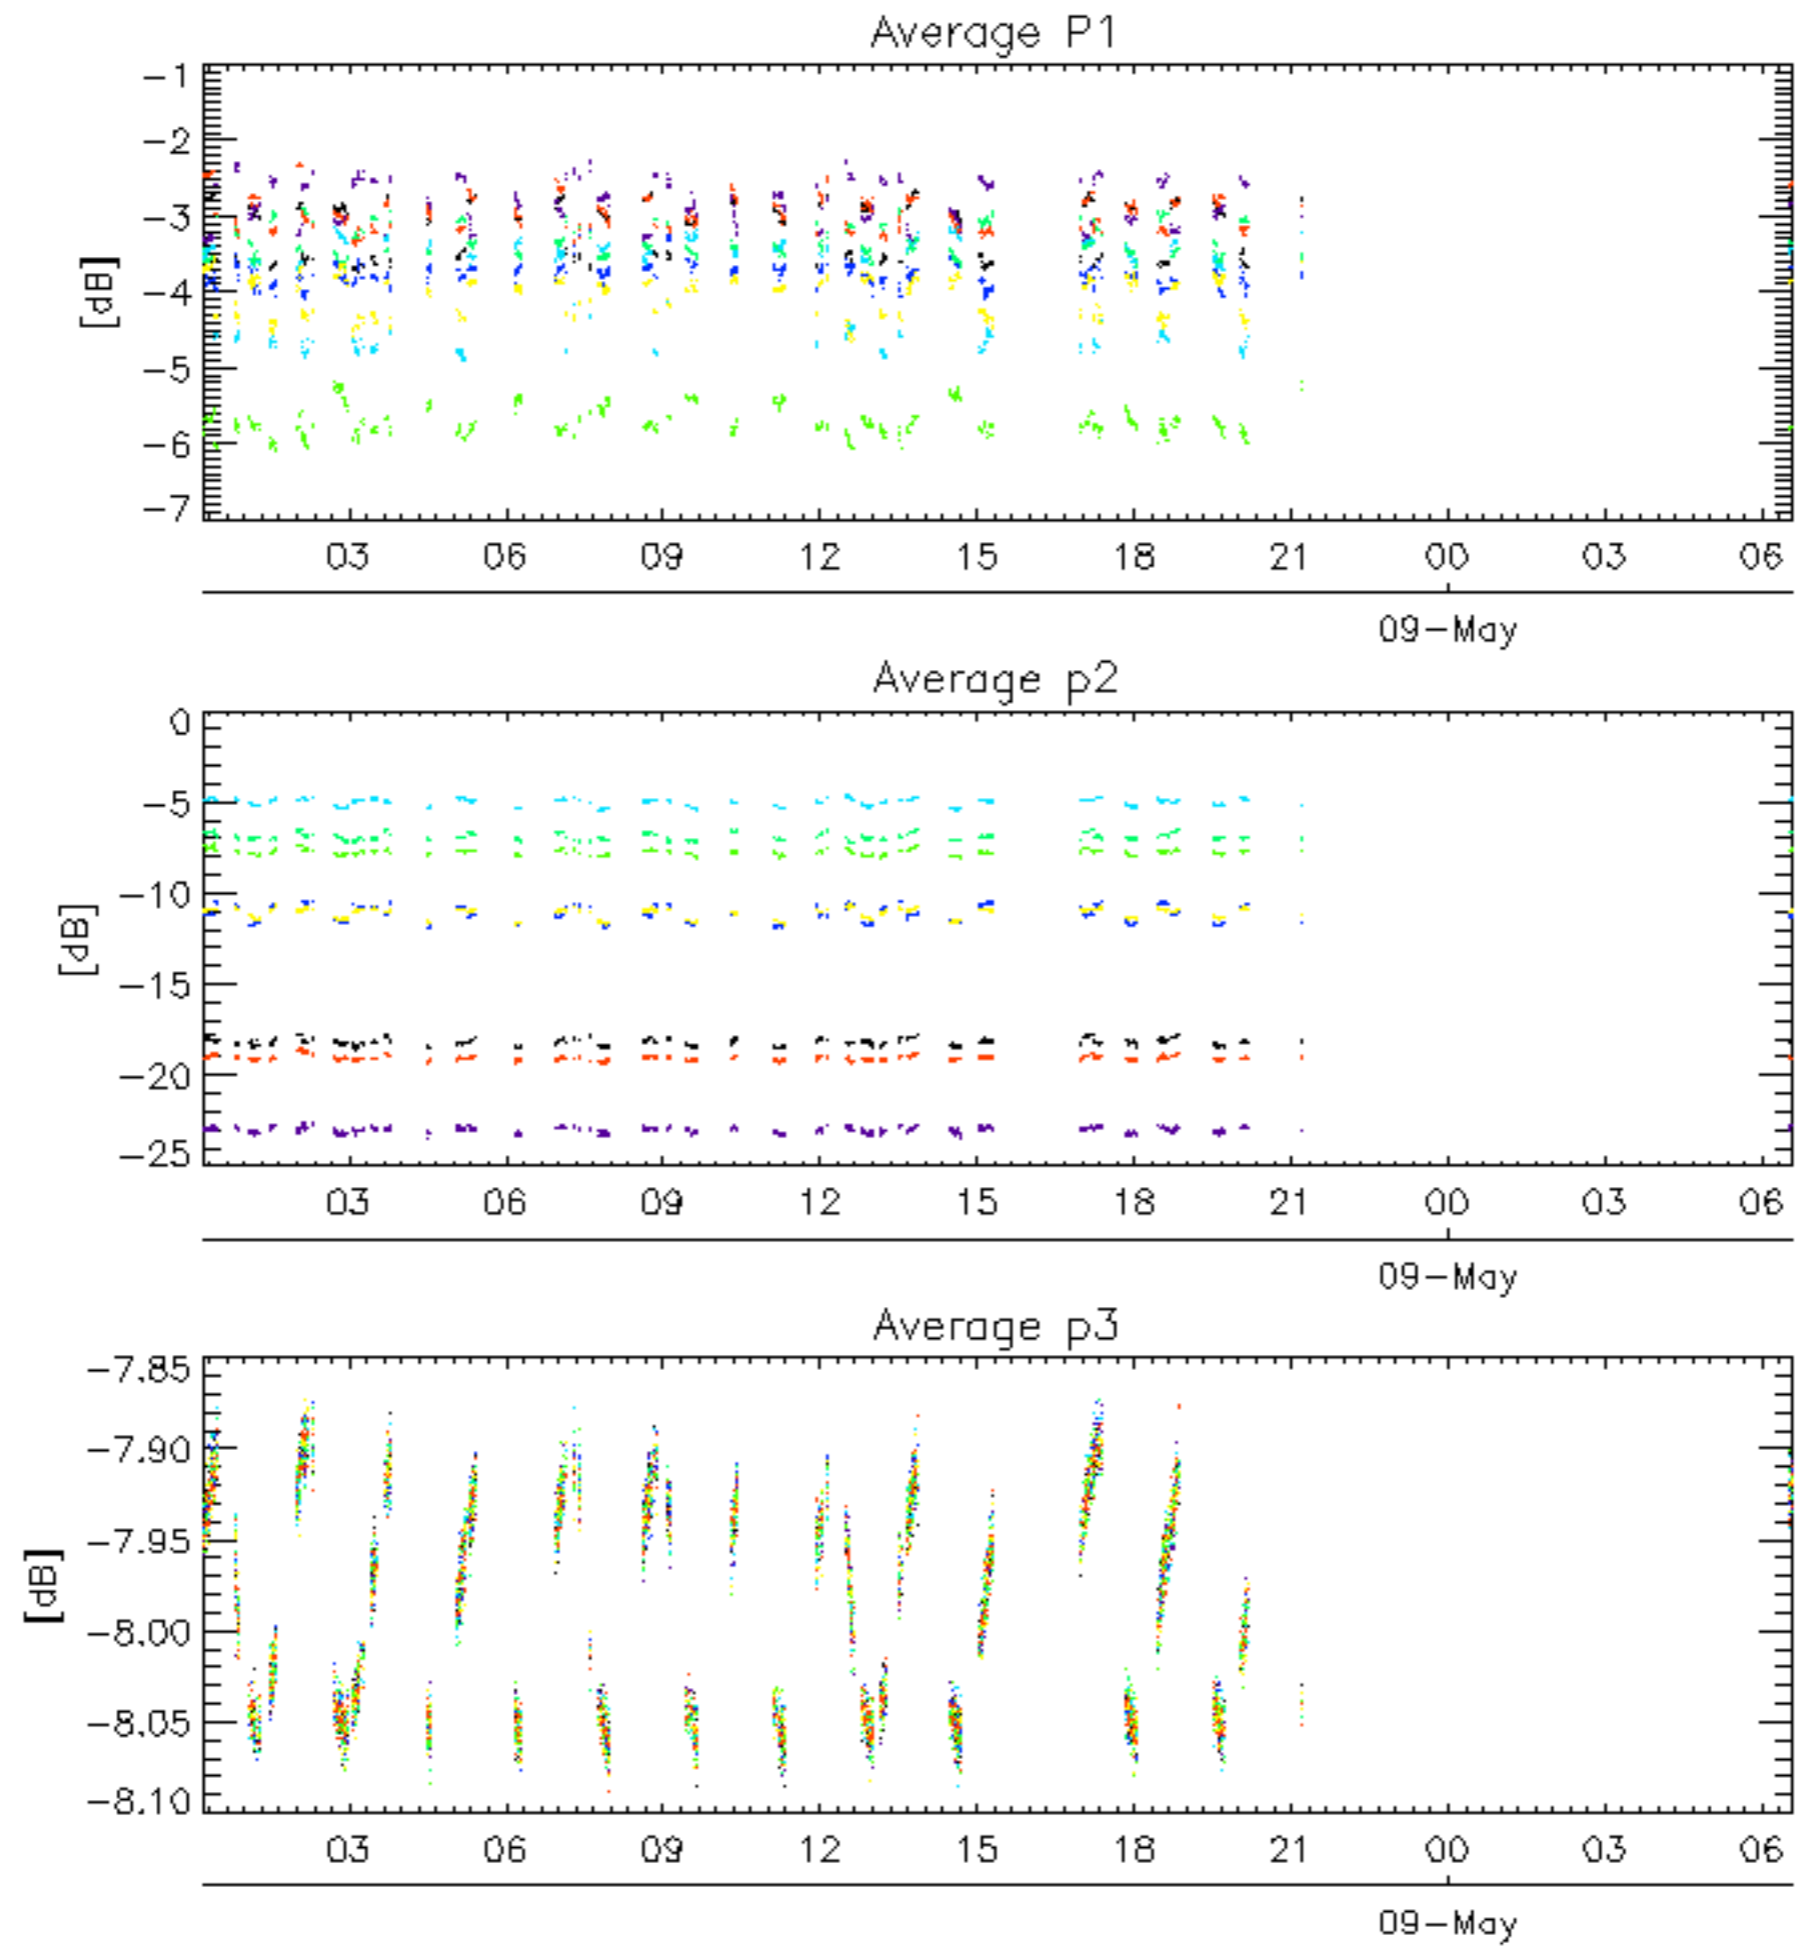 Average P1
−1
−2
−3
−4
−5
−6
−7
[dB]
03 06 09 12 15 18 21 00 03 06
09−May
Average p2
0
−5
−10
−15
−20
−25
[dB]
03 06 09 12 15 18 21 00 03 06
09−May
Average p3
−7.85
−7.90
−7.95
−8.00
−8.05
−8.10
[dB]
03 06 09 12 15 18 21 00 03 06
09−May